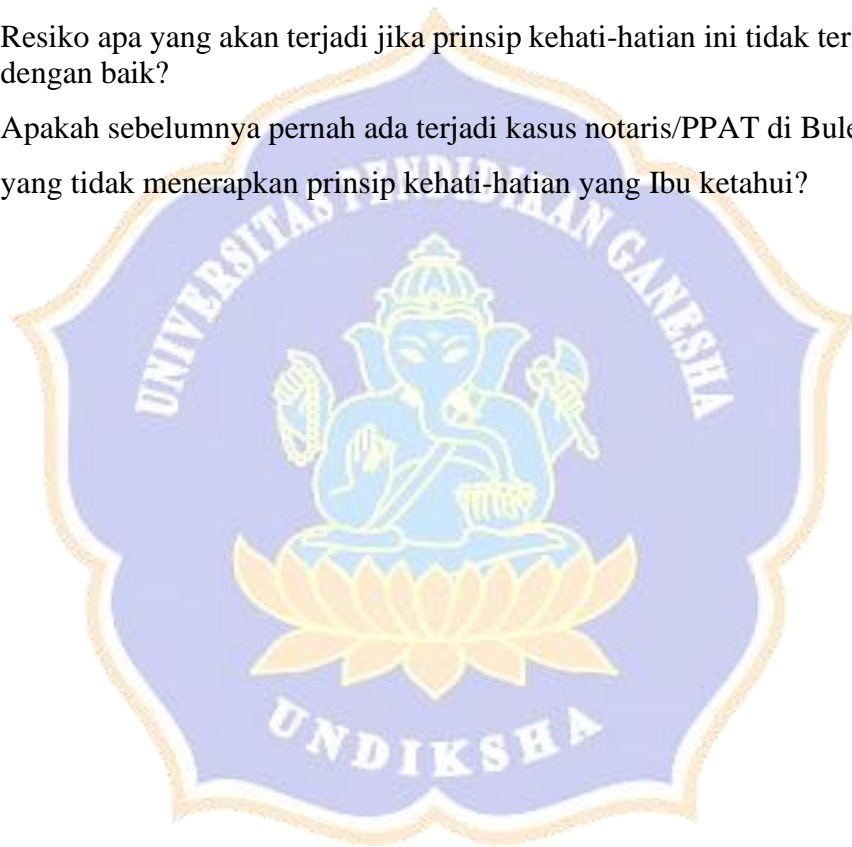 Resiko apa yang akan terjadi jika prinsip kehati-hatian ini tidak
dengan baik?
Apakah sebelumnya pernah ada terjadi kasus notaris/PPAT di
yang tidak menerapkan prinsip kehati-hatian yang Ibu ketahui?
UNIVERSITAS PENDIDIKAN GANESHA
UNDIKSHA